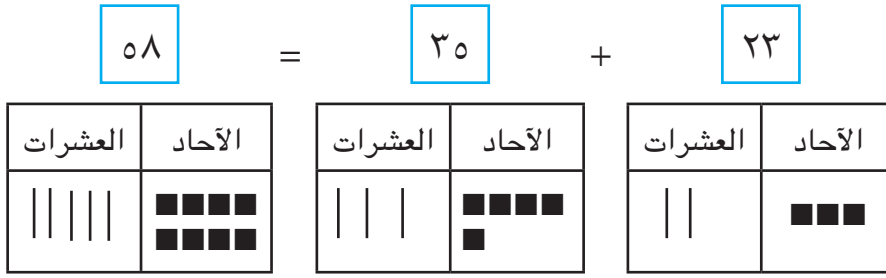 ٢٣ + ٣٥ = ٥٨
الآحاد العشرات الآحاد العشرات الآحاد العشرات